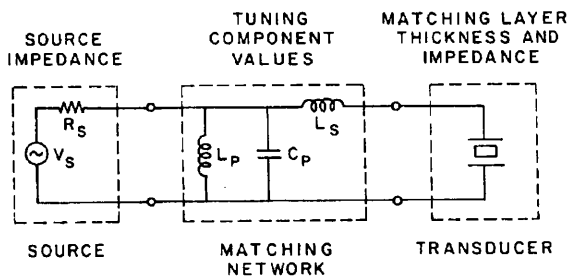 SOURCE
IMPEDANCE
TUNING
COMPONENT
VALUES
MATCHING LAYER
THICKNESS AND
IMPEDANCE
RS
VS
LP
CP
LS
SOURCE
MATCHING
NETWORK
TRANSDUCER